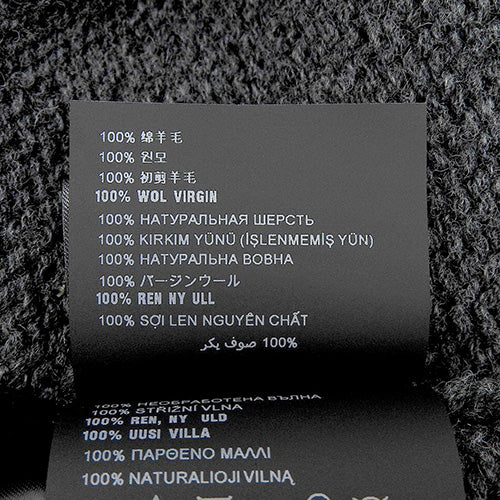 100% 绵羊毛
100% 원모
100% 初剪羊毛
100% WOL VIRGIN
100% НАТУРАЛЬНАЯ ШЕРСТЬ
100% KIRKIM YÜNÜ (İŞLENMEMİŞ YÜN)
100% НАТУРАЛЬНА ВОВНА
100% バージンウール
100% REN NY ULL
100% SỢI LEN NGUYÊN CHẤT
100% صوف بكر
100% НЕОБРАБОТЕНА ВЪЛНА
100% STŘIŽNÍ VLNA
100% REN, NY ULD
100% UUSI VILLA
100% ΠΑΡΘΕΝΟ ΜΑΛΛΙ
100% NATURALIOJI VILNĄ